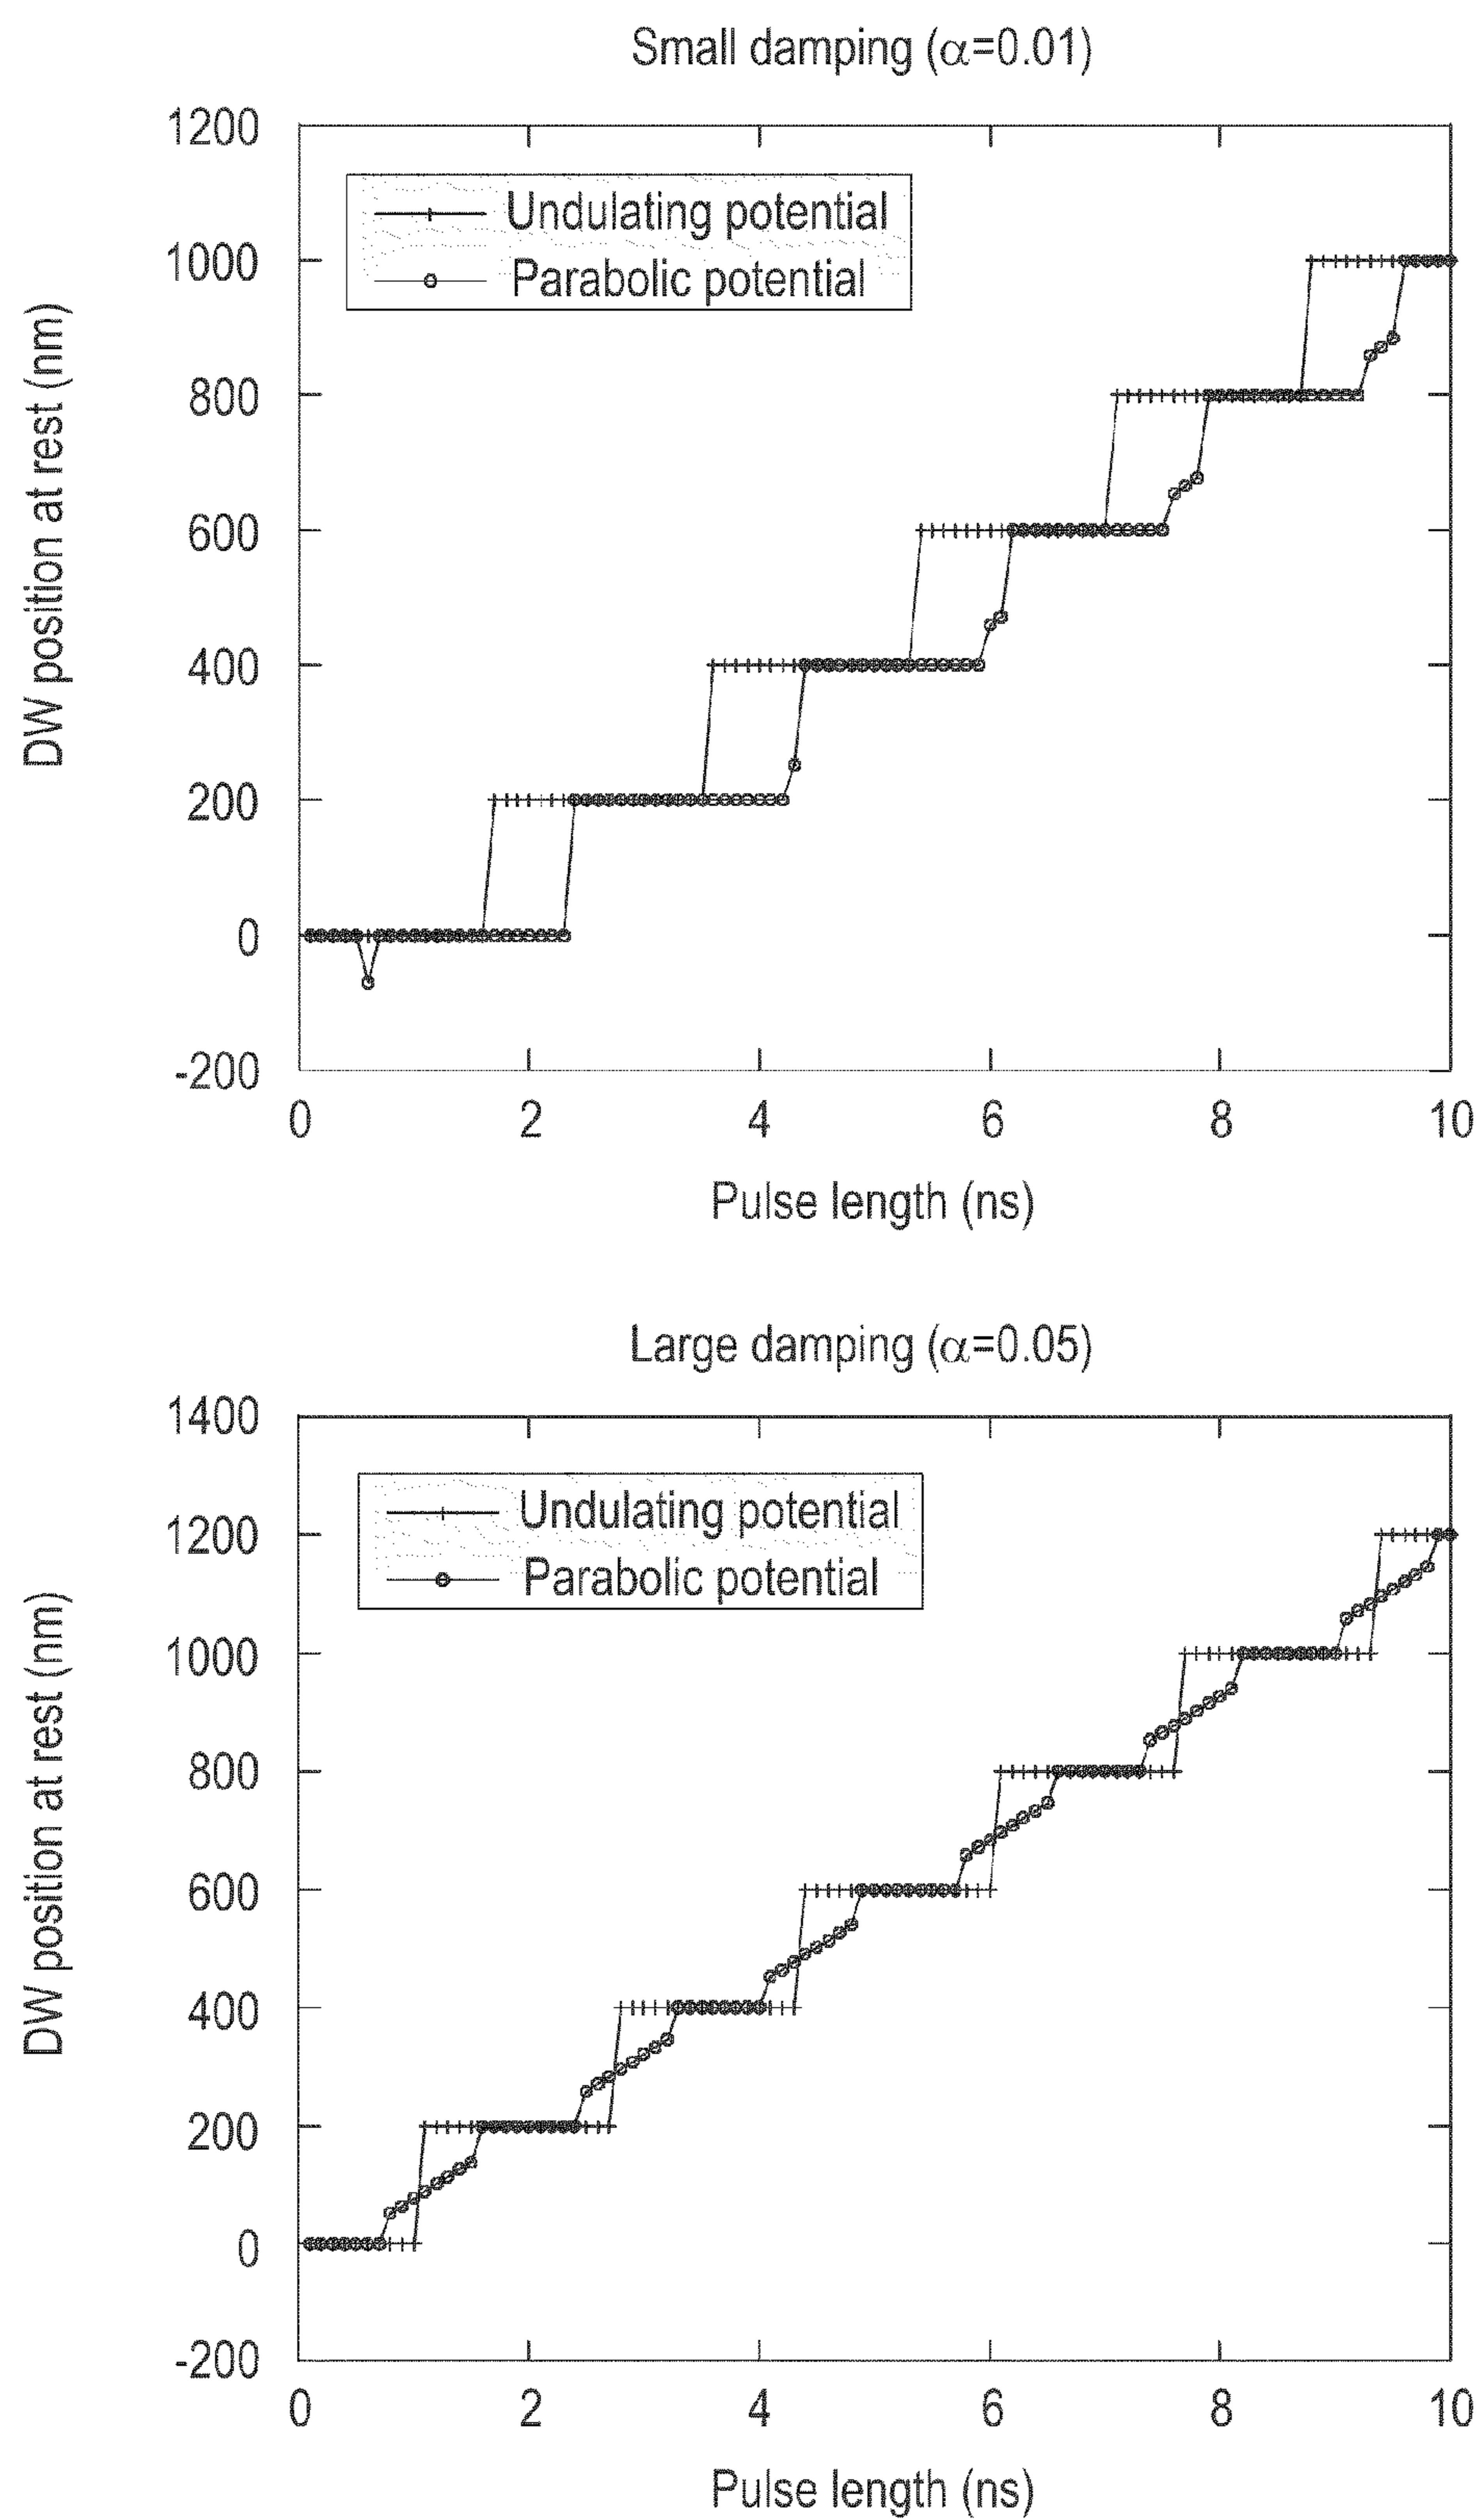 Small damping (α=0.01)
1200
1000
800
600
400
200
0
-200
DW position at rest (nm)
Undulating potential
Parabolic potential
0 2 4 6 8 10
Pulse length (ns)
Large damping (α=0.05)
1400
1200
1000
800
600
400
200
0
-200
DW position at rest (nm)
Undulating potential
Parabolic potential
0 2 4 6 8 10
Pulse length (ns)